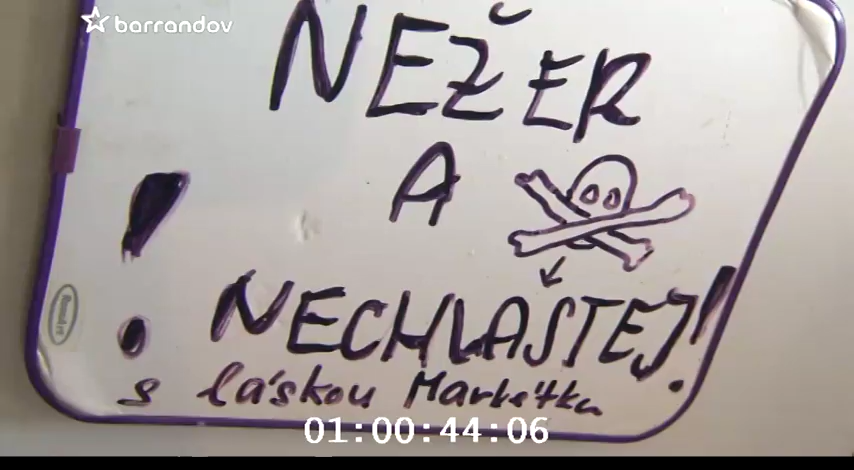 barrandov
NEŽER
A
!
NECHLASTEJ!
s láskou Markétka
01:00:44:06